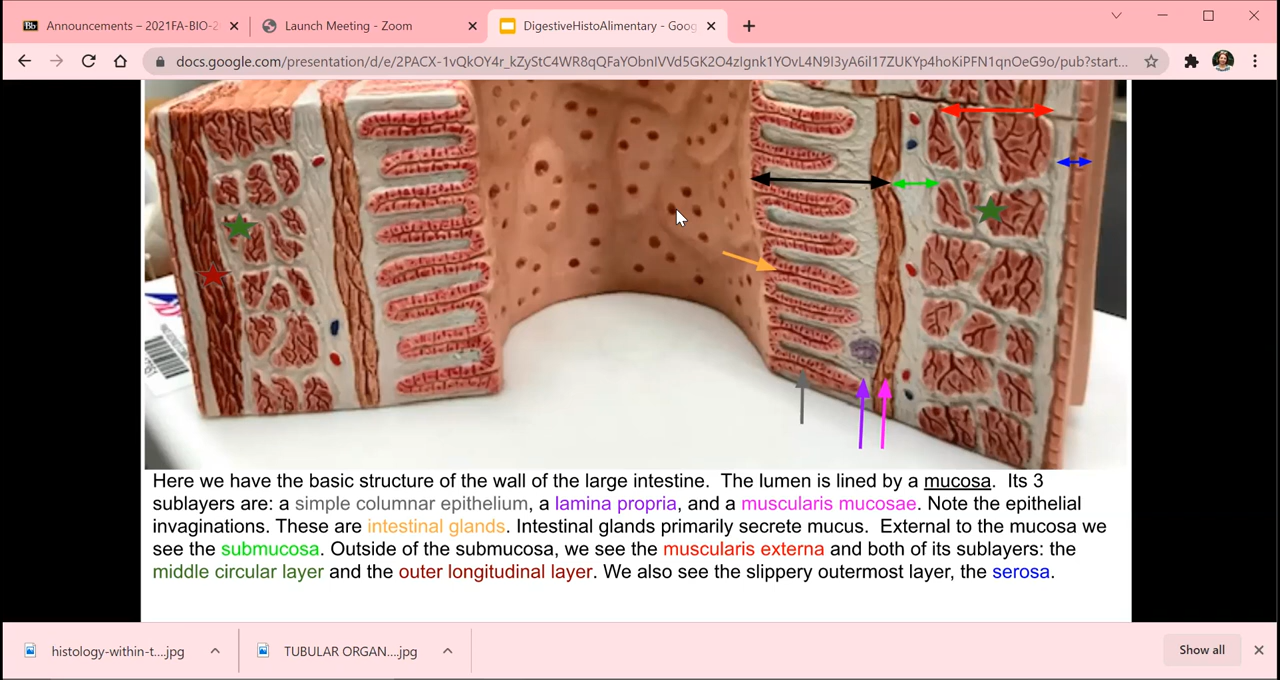 Announcements – 2021FA-BIO-2
Launch Meeting - Zoom
DigestiveHistoAlimentary - Goog
docs.google.com/presentation/d/e/2PACX-1vQkOY4r_kZyStC4WR8qQFaYObnIVVd5GK2O4zIgnk1YOvL4N9I3yA6il17ZUKYp4hoKiPFN1qnOeG9o/pub?start...
Here we have the basic structure of the wall of the large intestine. The lumen is lined by a mucosa. Its 3
sublayers are: a simple columnar epithelium, a lamina propria, and a muscularis mucosae. Note the epithelial
invaginations. These are intestinal glands. Intestinal glands primarily secrete mucus. External to the mucosa we
see the submucosa. Outside of the submucosa, we see the muscularis externa and both of its sublayers: the
middle circular layer and the outer longitudinal layer. We also see the slippery outermost layer, the serosa.
histology-within-t....jpg
TUBULAR ORGAN....jpg
Show all